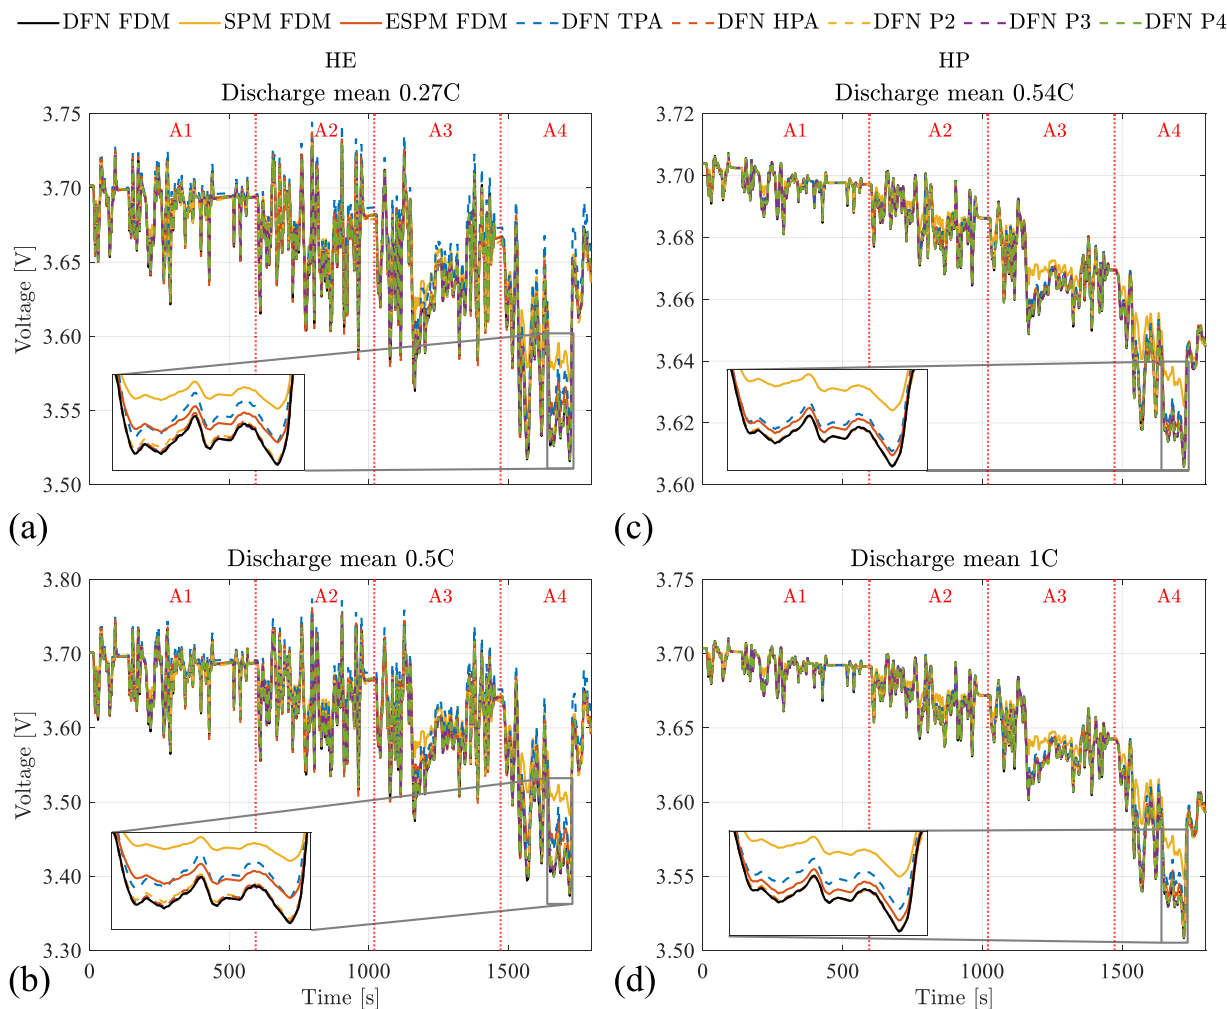 DFN FDM SPM FDM ESPM FDM DFN TPA DFN HPA DFN P2 DFN P3 DFN P4
HE
Discharge mean 0.27C
3.75
3.70
3.65
3.60
3.55
3.50
Voltage [V]
A1 A2 A3 A4
(a)
HP
Discharge mean 0.54C
3.72
3.70
3.68
3.66
3.64
3.62
3.60
A1 A2 A3 A4
(c)
Discharge mean 0.5C
3.80
3.70
3.60
3.50
3.40
3.30
Voltage [V]
A1 A2 A3 A4
0 500 1000 1500
Time [s]
(b)
Discharge mean 1C
3.75
3.70
3.65
3.60
3.55
3.50
A1 A2 A3 A4
0 500 1000 1500
Time [s]
(d)